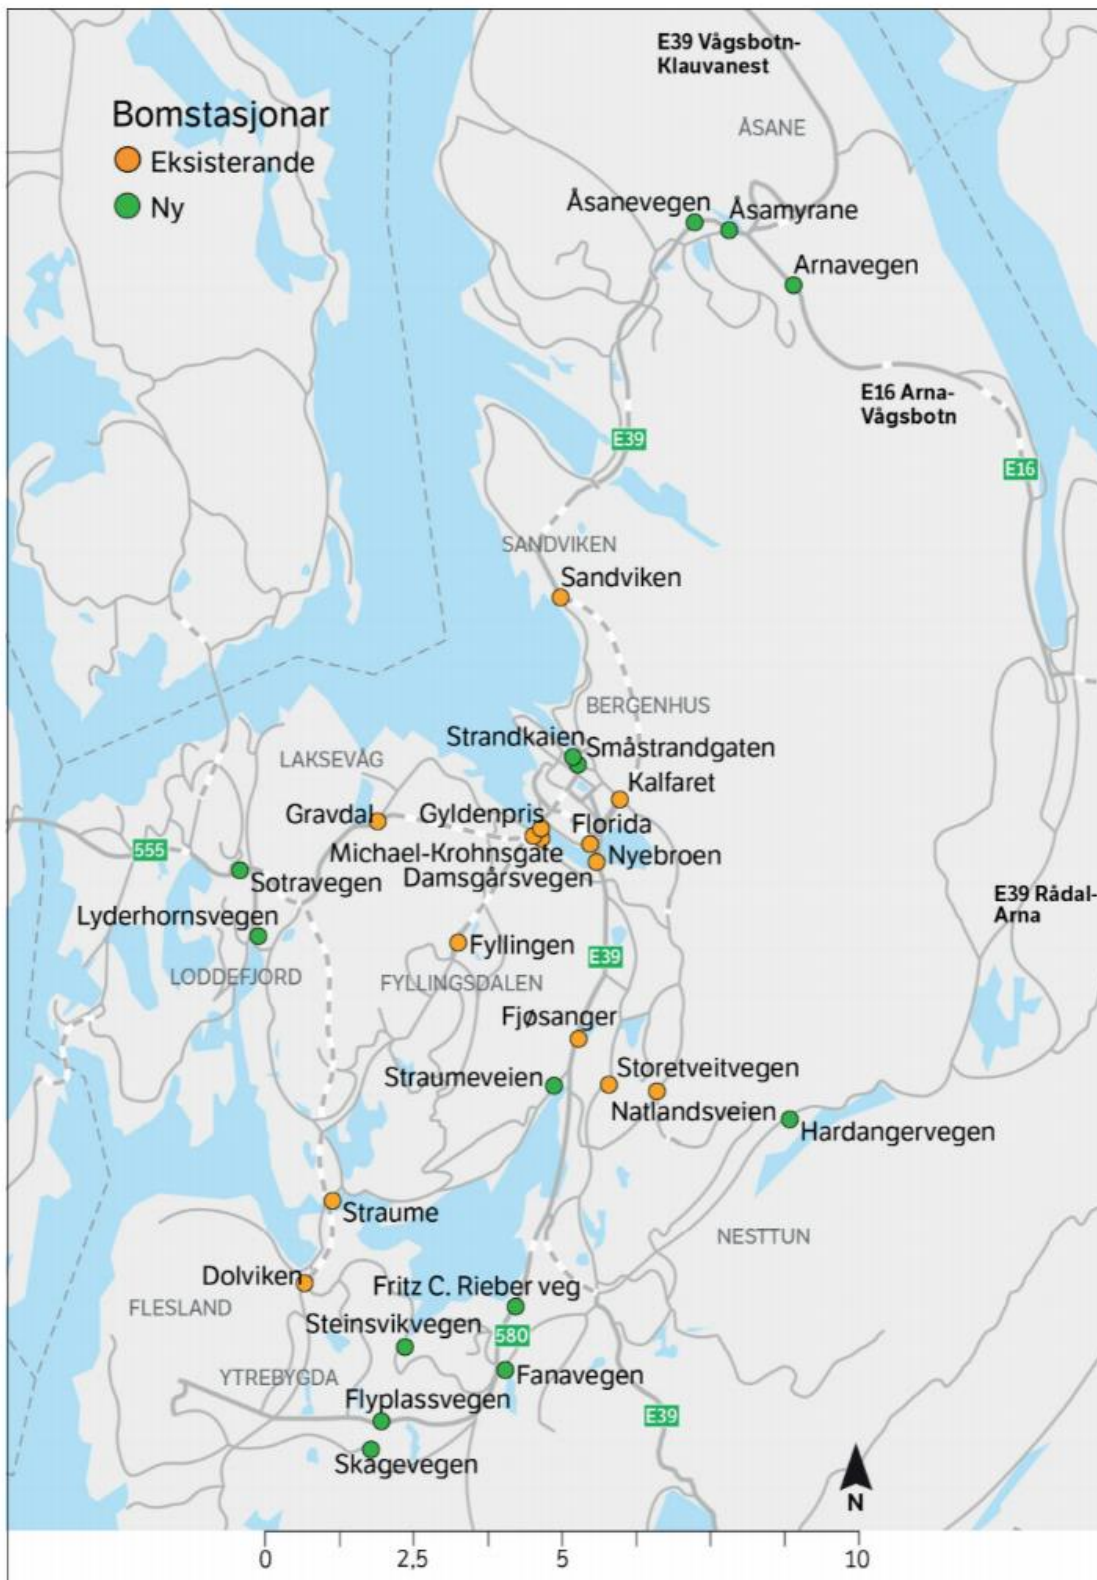 E39 Vågsbotn-
Klauvanest
Bomstasjonar
ÅSANE
Eksisterande
Ny
Åsanevegen
Åsamyrane
Arnavegen
E16 Arna-
Vågsbotn
E39
E16
SANDVIKEN
Sandviken
BERGENHUS
Strandkaien
Småstrandgaten
LAKSEVÅG
Kalfaret
Gravdal
Gyldenpris
Florida
555
Michael-Krohnsgate
Nyebroen
Sotravegen
Damsgårsvegen
E39 Rådal-
Arna
Lyderhornsvegen
Fyllingen
E39
LODDEFJORD
FYLLINGSDALEN
Fjøsanger
Straumeveien
Storetveitvegen
Natlandsveien
Hardangervegen
Straume
NESTTUN
Dolviken
Fritz C. Rieber veg
FLESLAND
Steinsvikvegen
580
YTREBYGDA
Fanavegen
Flyplassvegen
E39
Skagevegen
N
0 2,5 5 10